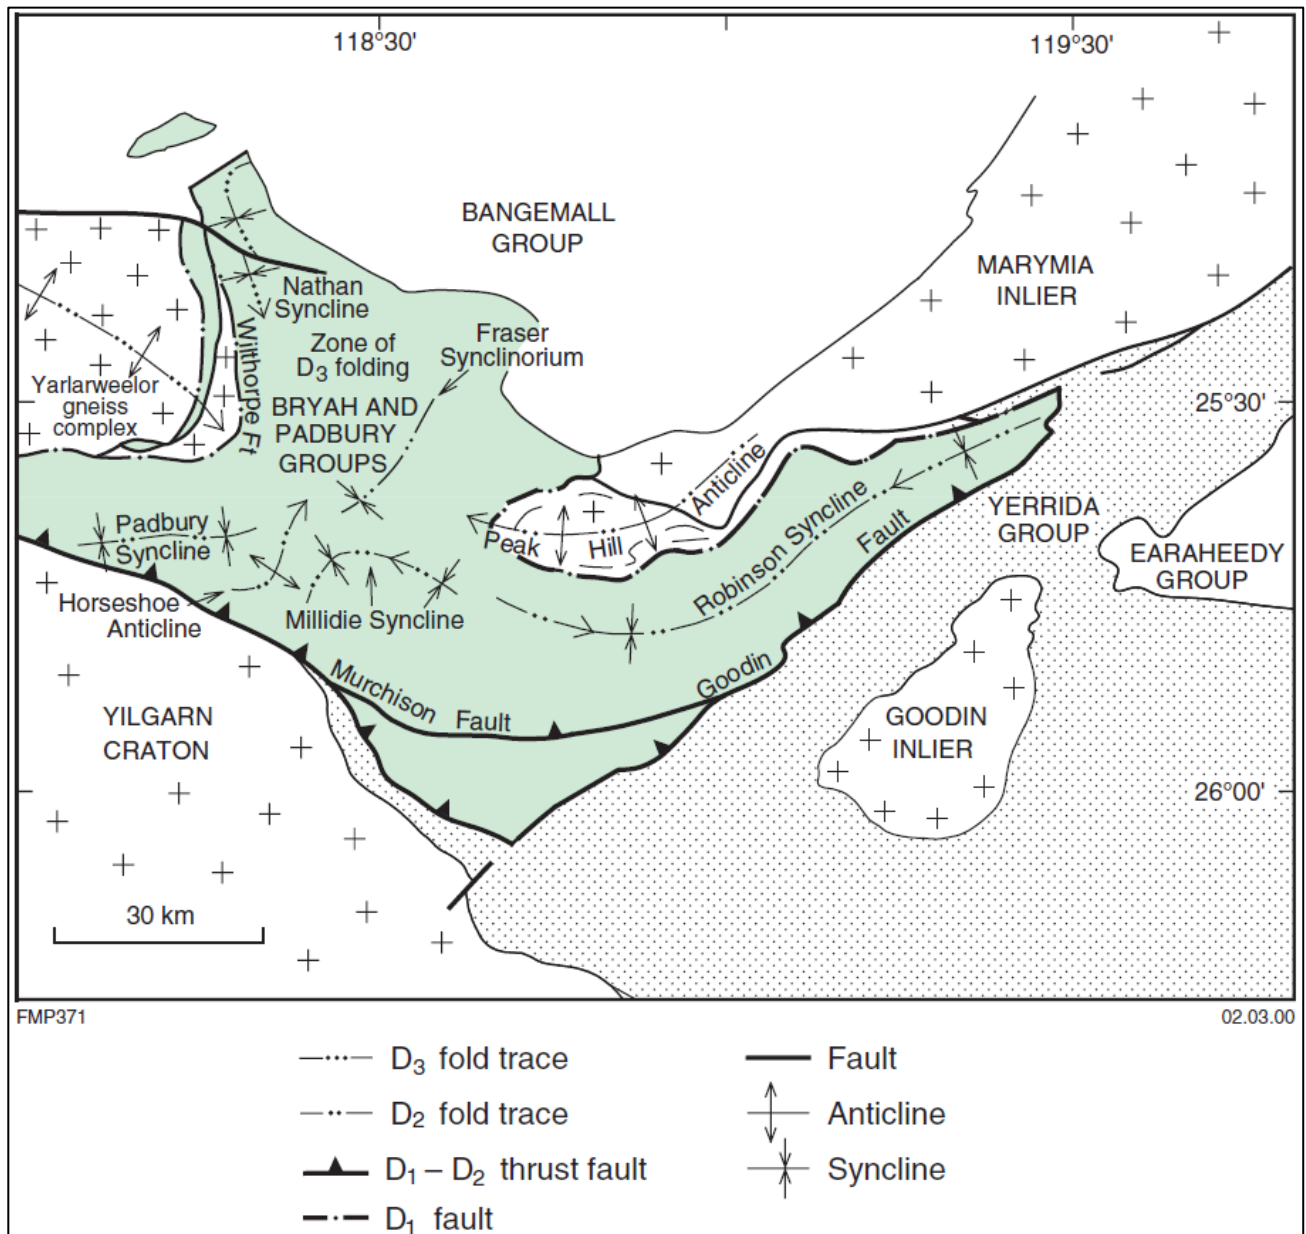 118°30'
119°30'
BANGEMALL
GROUP
MARYMIA
INLIER
Nathan
Syncline
Zone of
D3 folding
Fraser
Synclinorium
Wilthorpe Ft
Yarlarweelor
gneiss
complex
BRYAH AND
PADBURY
GROUPS
25°30'
Anticline
Peak Hill
Robinson Syncline
YERRIDA
GROUP
EARAHEEDY
GROUP
Padbury
Syncline
Horseshoe
Anticline
Millidie Syncline
Murchison Fault
Goodin Fault
YILGARN
CRATON
GOODIN
INLIER
26°00'
30 km
FMP371
02.03.00
D3 fold trace
Fault
D2 fold trace
Anticline
D1 – D2 thrust fault
Syncline
D1 fault